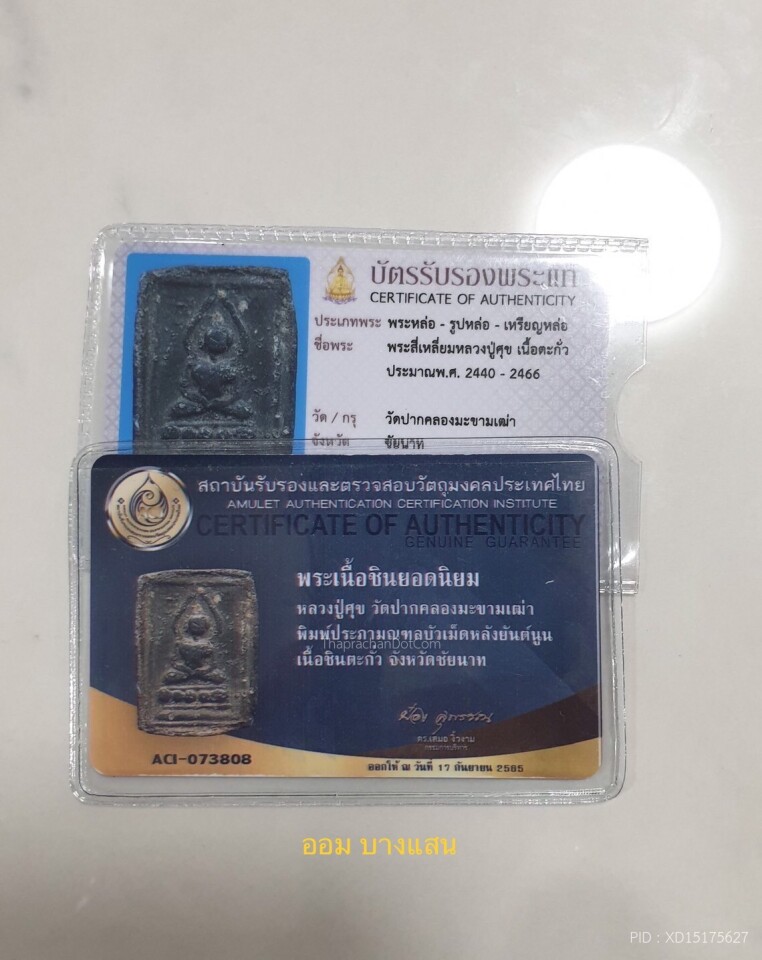 บัตรรับรองพระแท้
CERTIFICATE OF AUTHENTICITY
ประเภทพระ พระหล่อ - รูปหล่อ - เหรียญหล่อ
ชื่อพระ พระสี่เหลี่ยมหลวงปู่ศุข เนื้อตะกั่ว
ประมาณพ.ศ. 2440 - 2466
วัด / กรุ วัดปากคลองมะขามเฒ่า
จังหวัด ชัยนาท
สถาบันรับรองและตรวจสอบวัตถุมงคลประเทศไทย
AMULET AUTHENTICATION CERTIFICATION INSTITUTE
CERTIFICATE OF AUTHENTICITY
GENUINE GUARANTEE
พระเนื้อชินยอดนิยม
หลวงปู่ศุข วัดปากคลองมะขามเฒ่า
พิมพ์ประภามณฑลบัวเม็ดหลังยันต์นูน
ThaprachanDotCom
เนื้อชินตะกั่ว จังหวัดชัยนาท
กรรมการบริหาร
ACI-073808
ออกให้ ณ วันที่ 17 กันยายน 2565
ออม บางแสน
PID : XD15175627